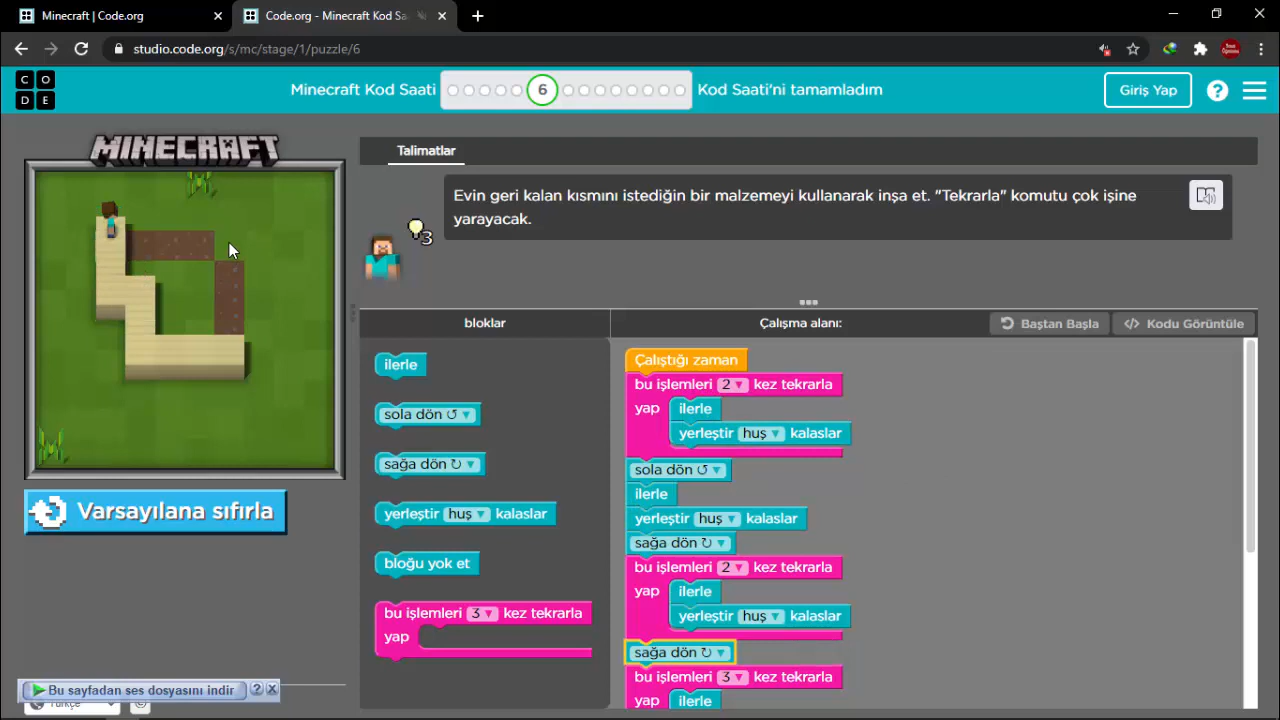 Minecraft | Code.org
Code.org - Minecraft Kod Sa
studio.code.org/s/mc/stage/1/puzzle/6
CO
DE
Minecraft Kod Saati
6
Kod Saati'ni tamamladım
Giriş Yap
?
MINECRAFT
Talimatlar
Evin geri kalan kısmını istediğin bir malzemeyi kullanarak inşa et. "Tekrarla" komutu çok işine
yarayacak.
3
bloklar
Çalışma alanı:
Baştan Başla
</> Kodu Görüntüle
ilerle
sola dön ↺
sağa dön ↻
yerleştir huş kalaslar
bloğu yok et
bu işlemleri 3 kez tekrarla
yap
Çalıştığı zaman
bu işlemleri 2 kez tekrarla
yap ilerle
yerleştir huş kalaslar
sola dön ↺
ilerle
yerleştir huş kalaslar
sağa dön ↻
bu işlemleri 2 kez tekrarla
yap ilerle
yerleştir huş kalaslar
sağa dön ↻
bu işlemleri 3 kez tekrarla
yap ilerle
Varsayılana sıfırla
Bu sayfadan ses dosyasını indir ? X
Türkçe